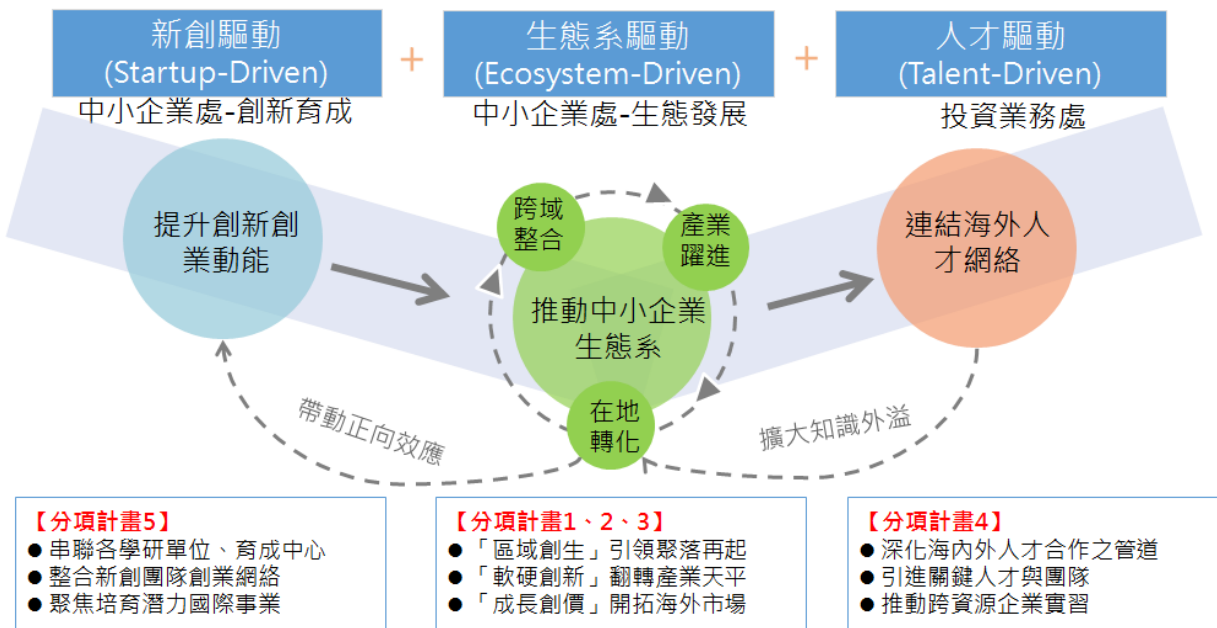 新創驅動
(Startup-Driven)
+
生態系驅動
(Ecosystem-Driven)
+
人才驅動
(Talent-Driven)
中小企業處-創新育成
中小企業處-生態發展
投資業務處
提升創新創
業動能
跨域
整合
產業
躍進
推動中小企業
生態系
在地
轉化
連結海外人
才網絡
帶動正向效應
擴大知識外溢
【分項計畫5】
●串聯各學研單位、育成中心
●整合新創團隊創業網絡
●聚焦培育潛力國際事業
【分項計畫1、2、3】
●「區域創生」引領聚落再起
●「軟硬創新」翻轉產業天平
●「成長創價」開拓海外市場
【分項計畫4】
●深化海內外人才合作之管道
●引進關鍵人才與團隊
●推動跨資源企業實習